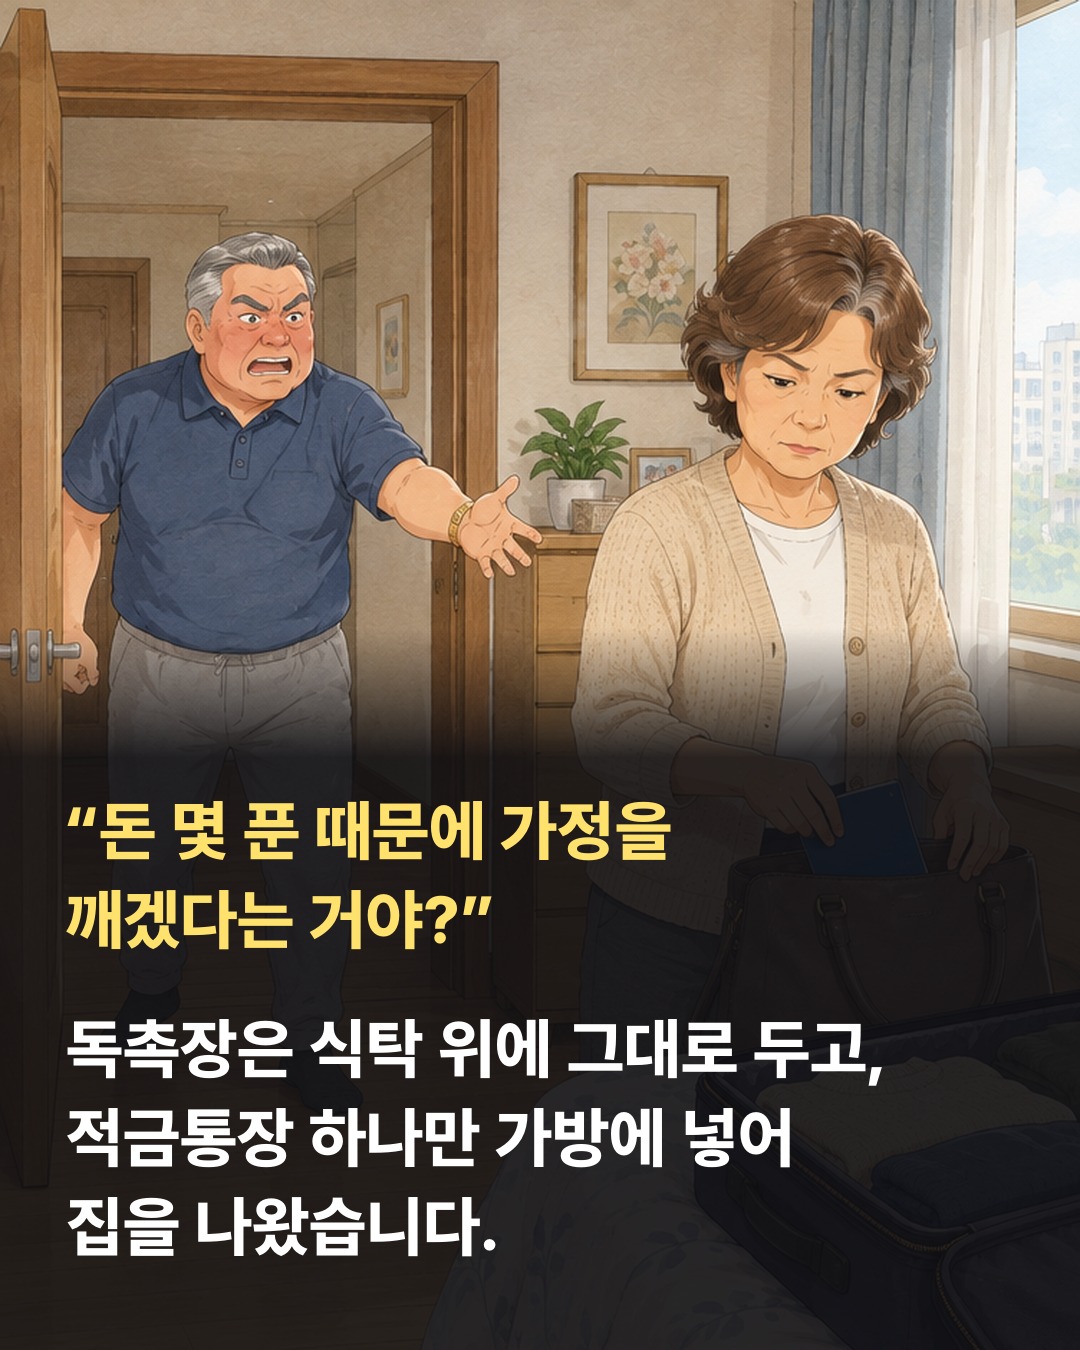 “돈 몇 푼 때문에 가정을
깨겠다는 거야?”
독촉장은 식탁 위에 그대로 두고,
적금통장 하나만 가방에 넣어
집을 나왔습니다.